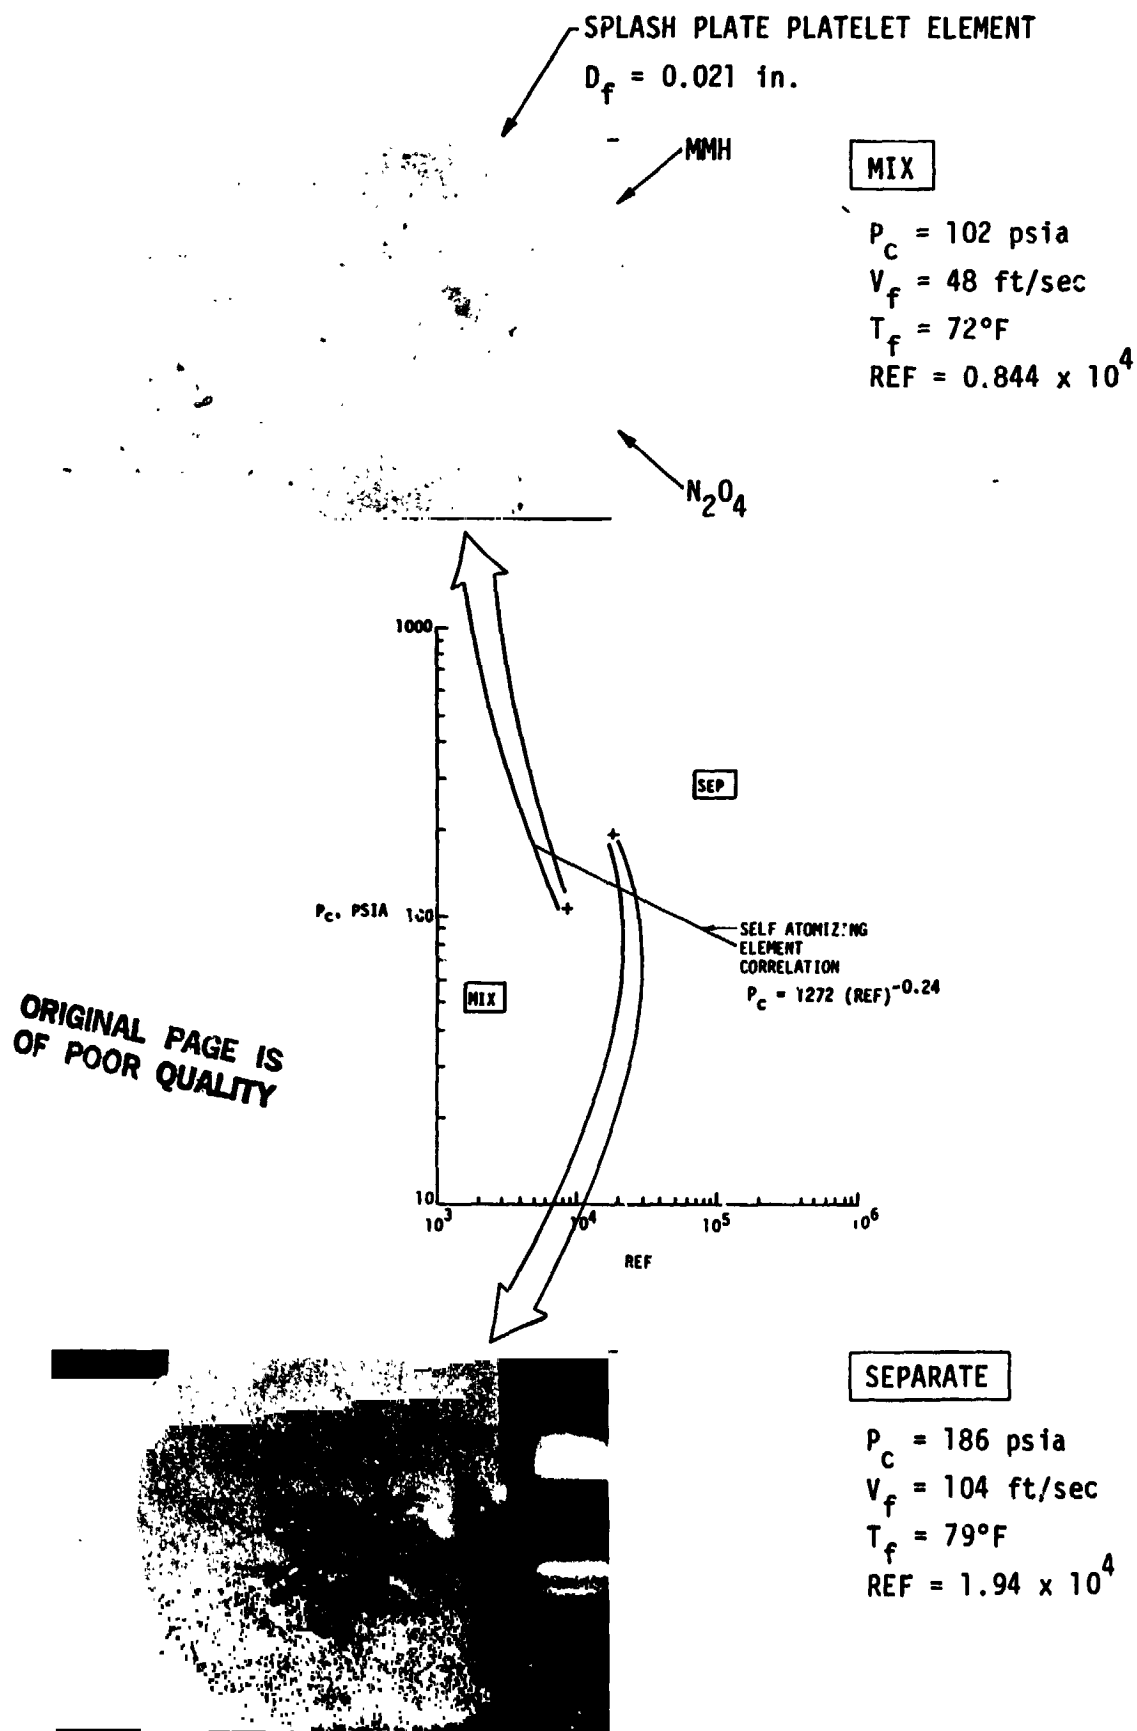 SPLASH PLATE PLATELET ELEMENT
D_f = 0.021 in.
MMH
MIX
P_c = 102 psia
V_f = 48 ft/sec
T_f = 72°F
REF = 0.844 x 10^4
N_2O_4
1000
SEP
P_c, PSIA 100
SELF ATOMIZING
ELEMENT
CORRELATION
P_c = 1272 (REF)^-0.24
MIX
ORIGINAL PAGE IS
OF POOR QUALITY
10
10^3 10^4 10^5 10^6
REF
SEPARATE
P_c = 186 psia
V_f = 104 ft/sec
T_f = 79°F
REF = 1.94 x 10^4